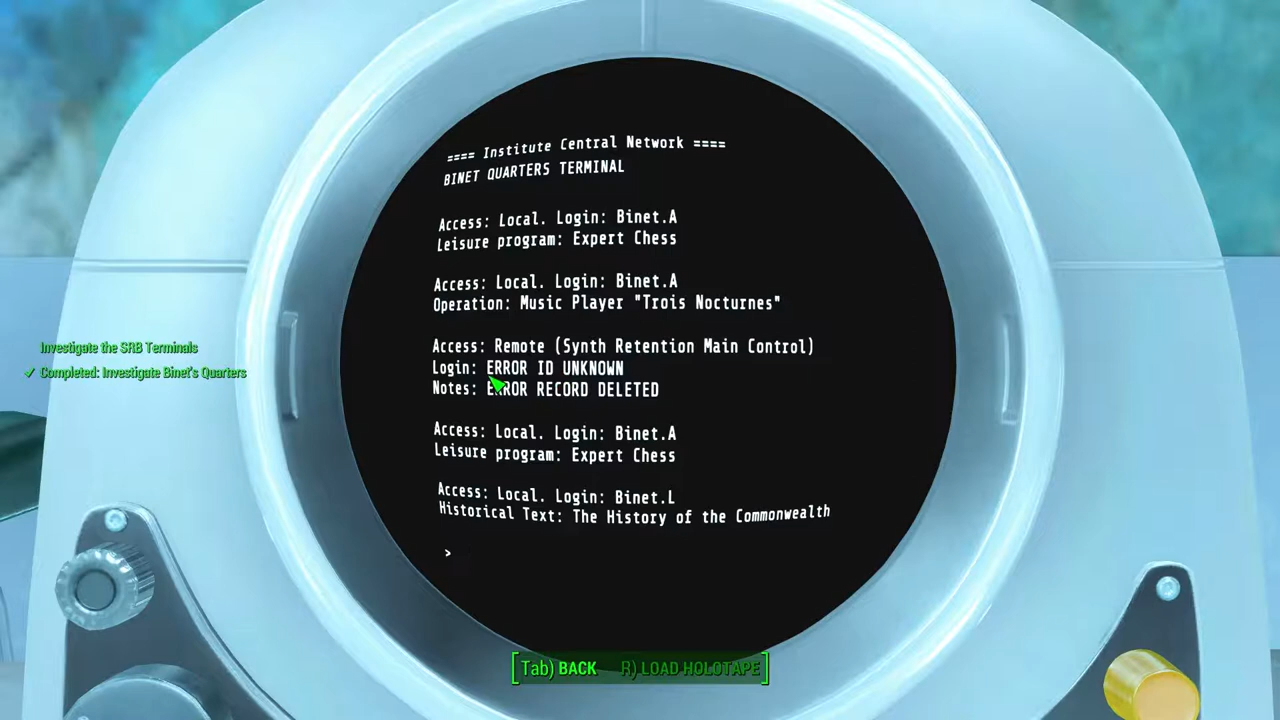 ==== Institute Central Network ====
BINET QUARTERS TERMINAL
Access: Local. Login: Binet.A
Leisure program: Expert Chess
Access: Local. Login: Binet.A
Operation: Music Player "Trois Nocturnes"
Investigate the SRB Terminals
✓ Completed: Investigate Binet's Quarters
Access: Remote (Synth Retention Main Control)
Login: ERROR ID UNKNOWN
Notes: ERROR RECORD DELETED
Access: Local. Login: Binet.A
Leisure program: Expert Chess
Access: Local. Login: Binet.L
Historical Text: The History of the Commonwealth
>
[Tab) BACK R) LOAD HOLOTAPE]